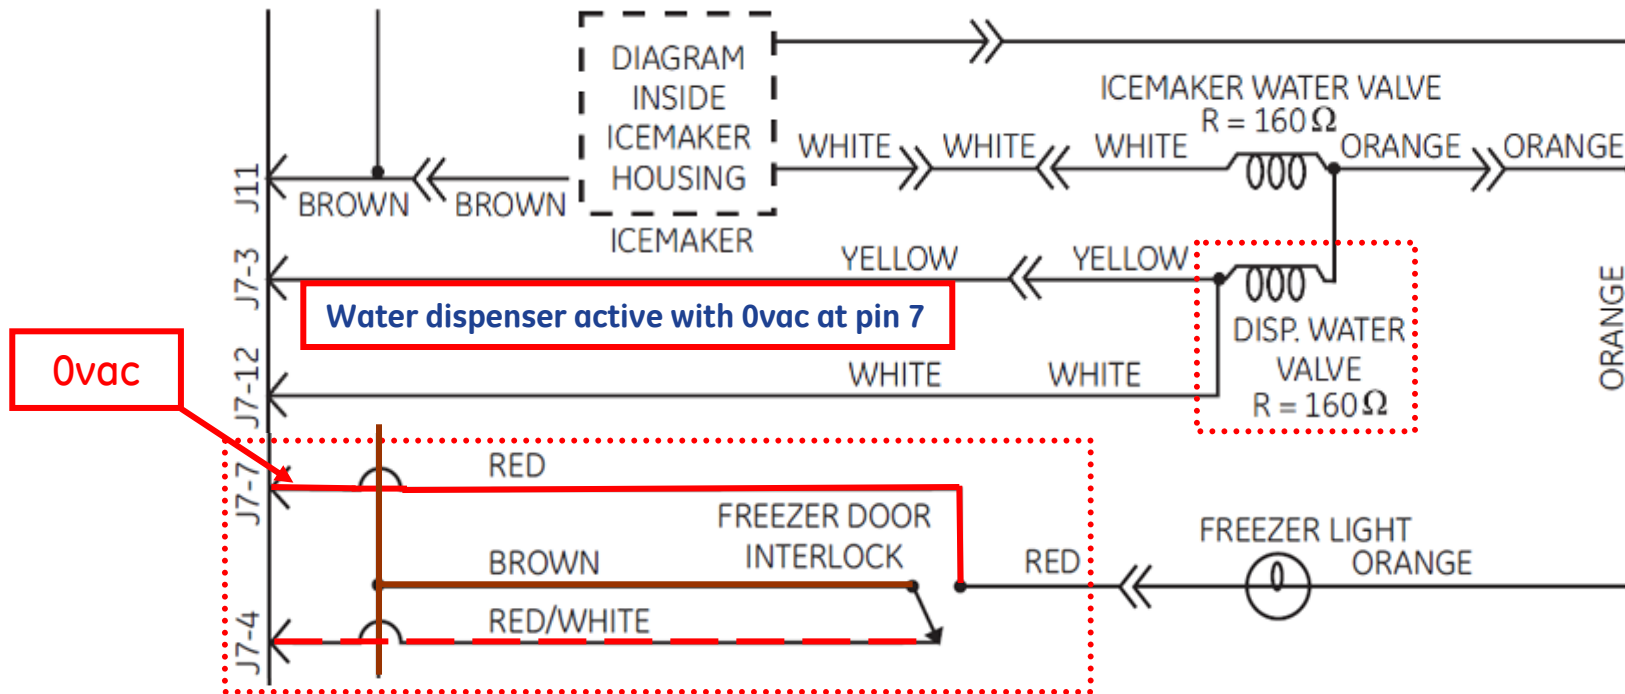 DIAGRAM
INSIDE
ICEMAKER
HOUSING
ICEMAKER
ICEMAKER WATER VALVE
R = 160 Ω
WHITE WHITE WHITE ORANGE ORANGE
J11
BROWN BROWN
J7-3
YELLOW YELLOW
Water dispenser active with 0vac at pin 7
DISP. WATER
VALVE
R = 160 Ω
ORANGE
0vac
J7-12
WHITE WHITE
J7-7
RED
FREEZER DOOR
INTERLOCK
BROWN
RED
FREEZER LIGHT
ORANGE
J7-4
RED/WHITE